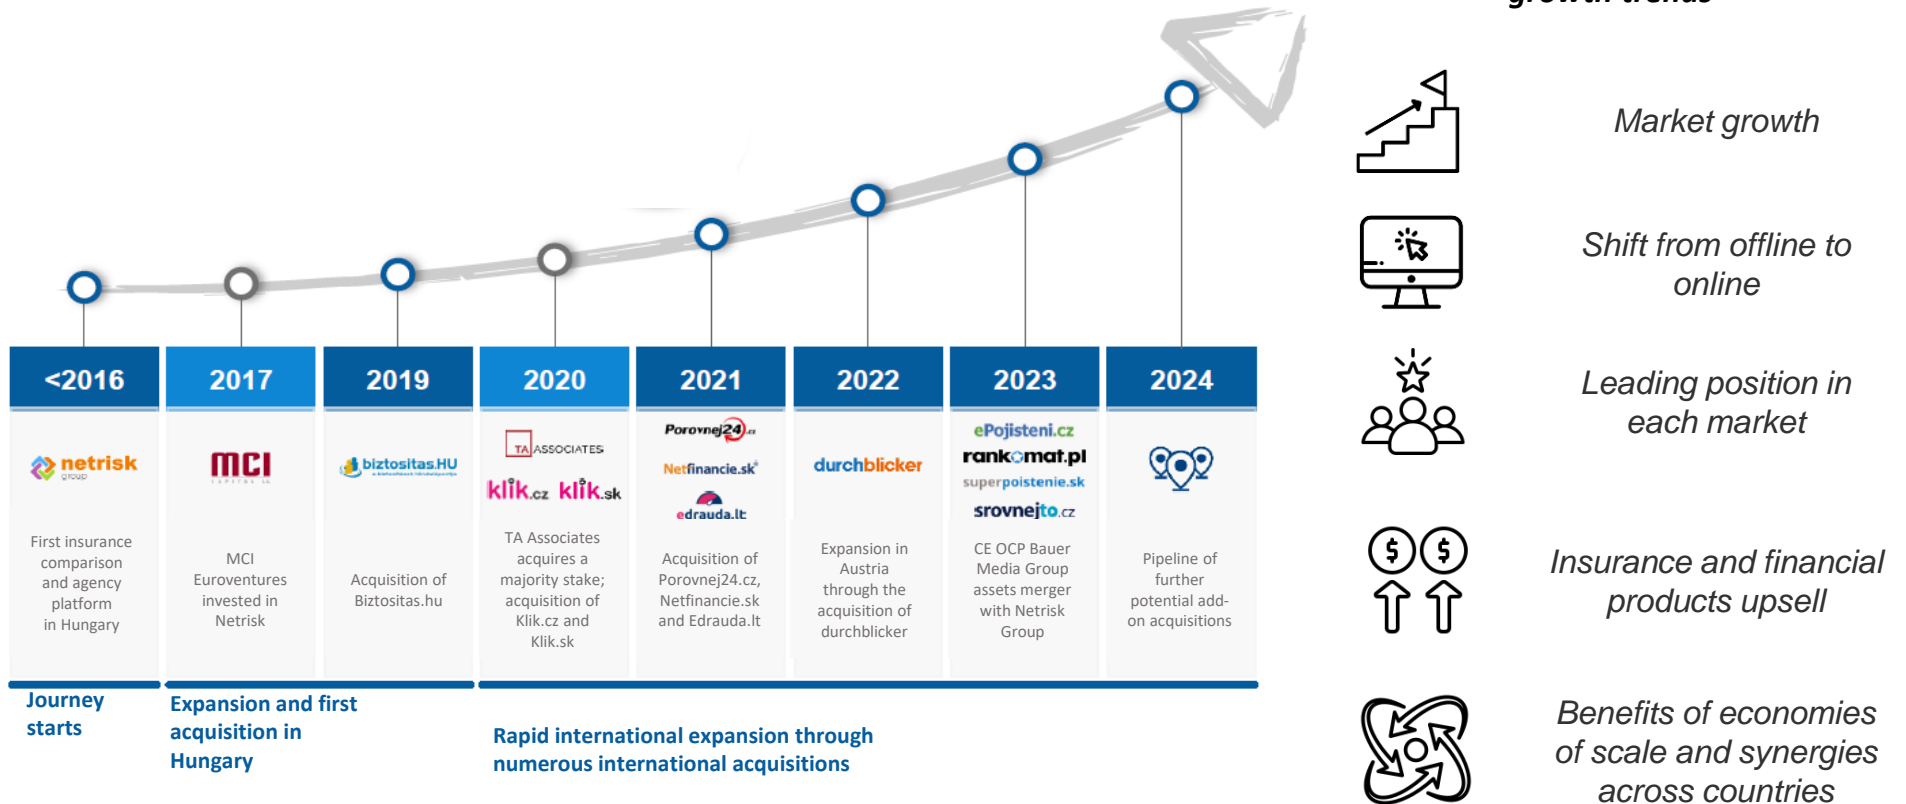 growth trends
Market growth
Shift from offline to
online
Leading position in
each market
Insurance and financial
products upsell
Benefits of economies
of scale and synergies
across countries
<2016
2017
2019
2020
2021
2022
2023
2024
netrisk
group
First insurance
comparison
and agency
platform
in Hungary
MCI
CAPITAL
MCI
Euroventures
invested in
Netrisk
biztositas.HU
Acquisition of
Biztositas.hu
TA ASSOCIATES
klik.cz klik.sk
TA Associates
acquires a
majority stake;
acquisition of
Klik.cz and
Klik.sk
Porovnej24.cz
Netfinancie.sk
edrauda.lt
Acquisition of
Porovnej24.cz,
Netfinancie.sk
and Edrauda.lt
durchblicker
Expansion in
Austria
through the
acquisition of
durchblicker
ePojisteni.cz
rankomat.pl
superpoistenie.sk
srovnejto.cz
CE OCP Bauer
Media Group
assets merger
with Netrisk
Group
Pipeline of
further
potential add-
on acquisitions
Journey
starts
Expansion and first
acquisition in
Hungary
Rapid international expansion through
numerous international acquisitions